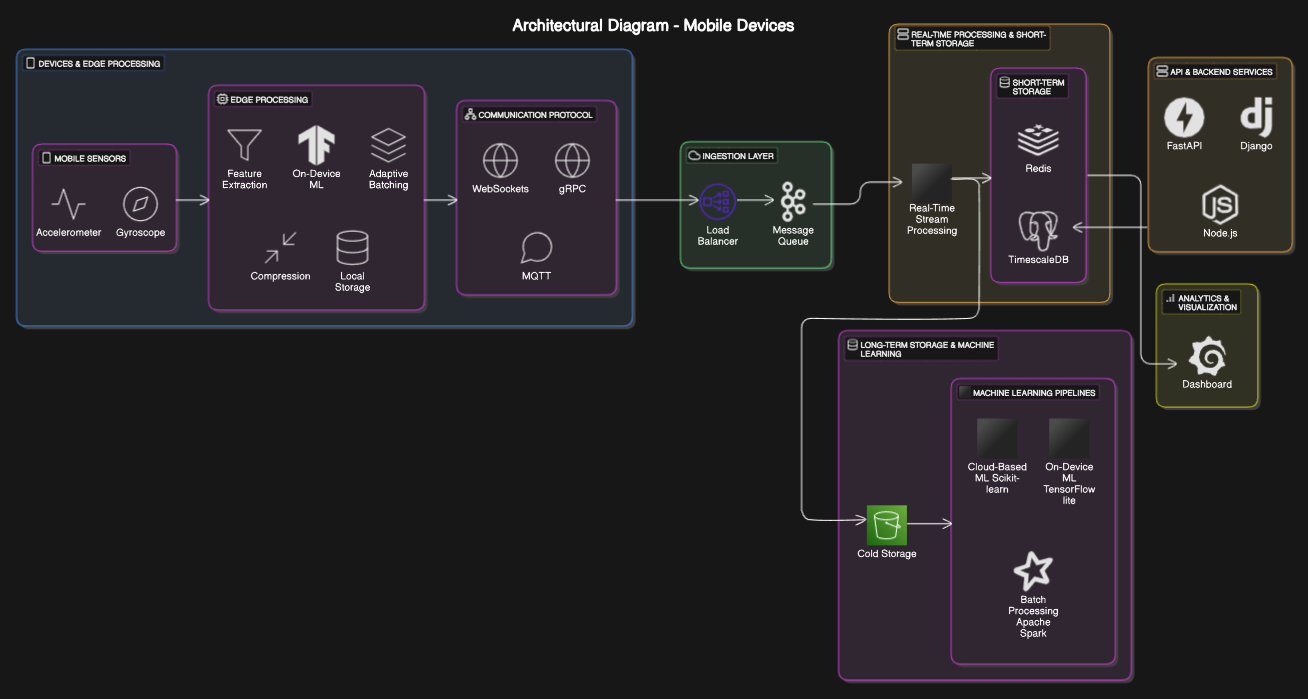 Architectural Diagram - Mobile Devices
DEVICES & EDGE PROCESSING
MOBILE SENSORS
Accelerometer
Gyroscope
EDGE PROCESSING
Feature
Extraction
On-Device
ML
Adaptive
Batching
Compression
Local
Storage
COMMUNICATION PROTOCOL
WebSockets
gRPC
MQTT
INGESTION LAYER
Load
Balancer
Message
Queue
REAL-TIME PROCESSING & SHORT-
TERM STORAGE
Real-Time
Stream
Processing
SHORT-TERM
STORAGE
Redis
TimescaleDB
API & BACKEND SERVICES
FastAPI
dj
Django
JS
Node.js
ANALYTICS &
VISUALIZATION
Dashboard
LONG-TERM STORAGE & MACHINE
LEARNING
Cold Storage
MACHINE LEARNING PIPELINES
Cloud-Based
ML Scikit-
learn
On-Device
ML
TensorFlow
lite
Batch
Processing
Apache
Spark